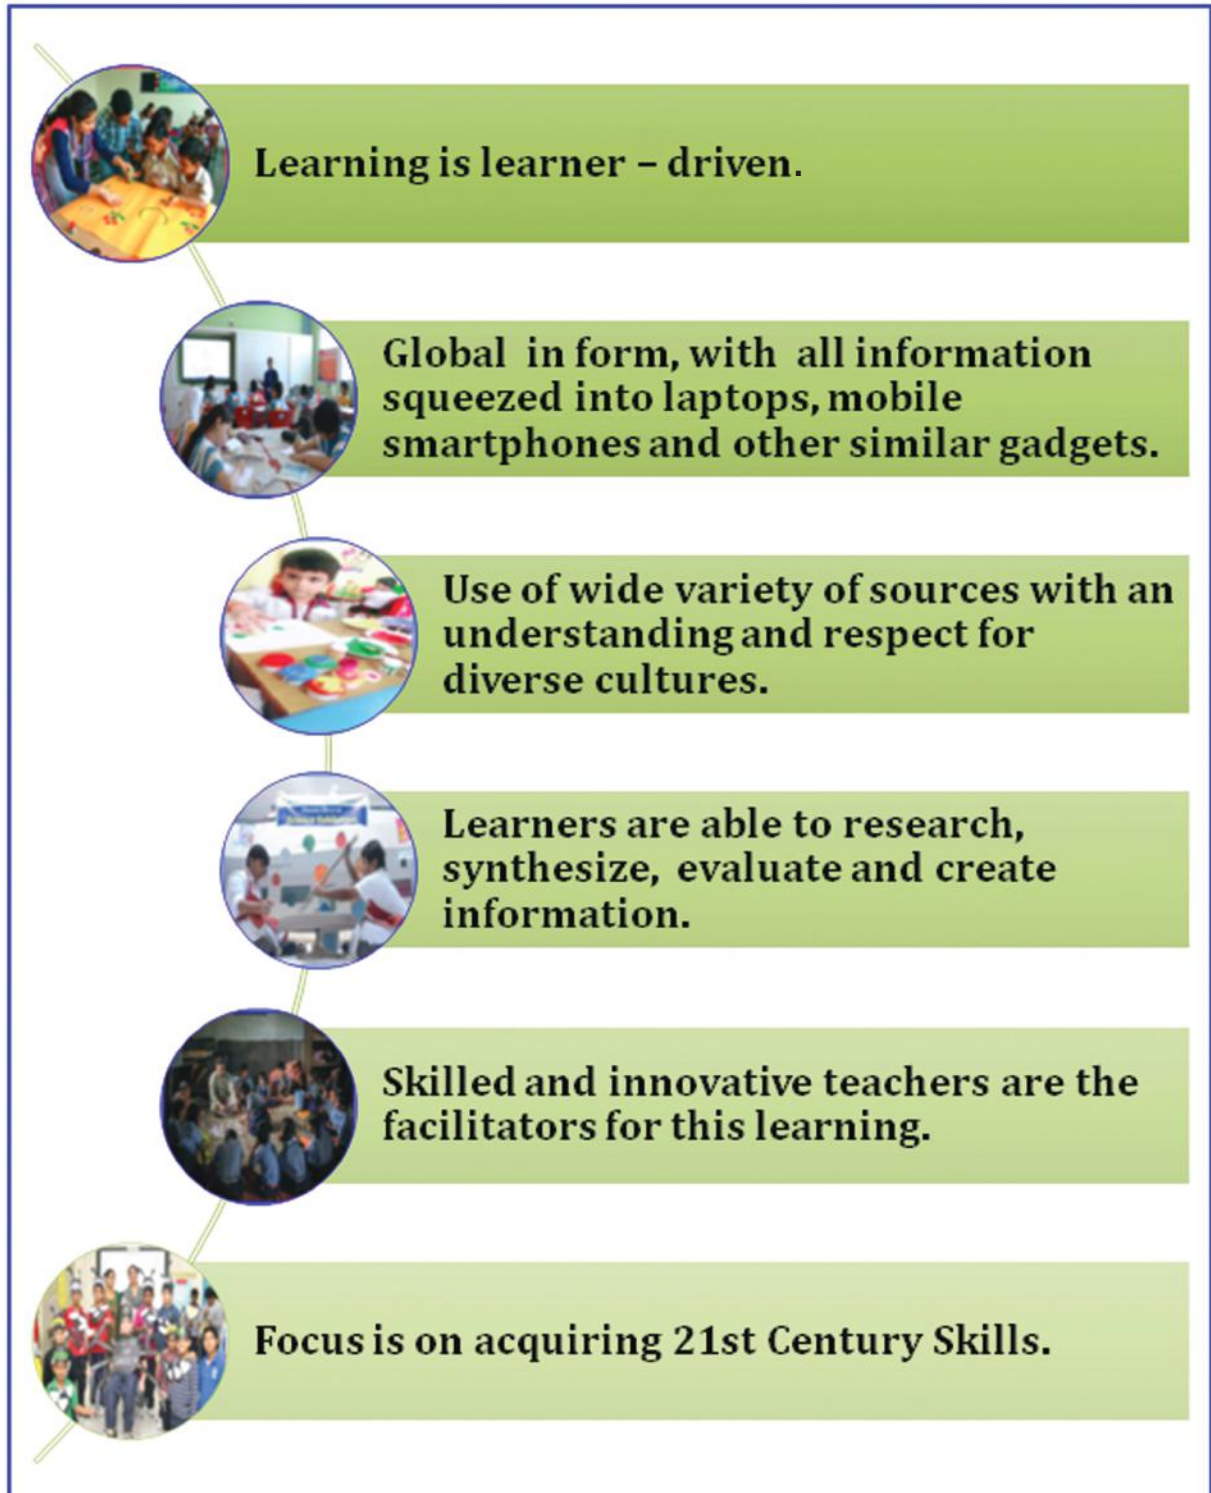 Learning is learner – driven.
Global in form, with all information
squeezed into laptops, mobile
smartphones and other similar gadgets.
Use of wide variety of sources with an
understanding and respect for
diverse cultures.
Learners are able to research,
synthesize, evaluate and create
information.
Skilled and innovative teachers are the
facilitators for this learning.
Focus is on acquiring 21st Century Skills.